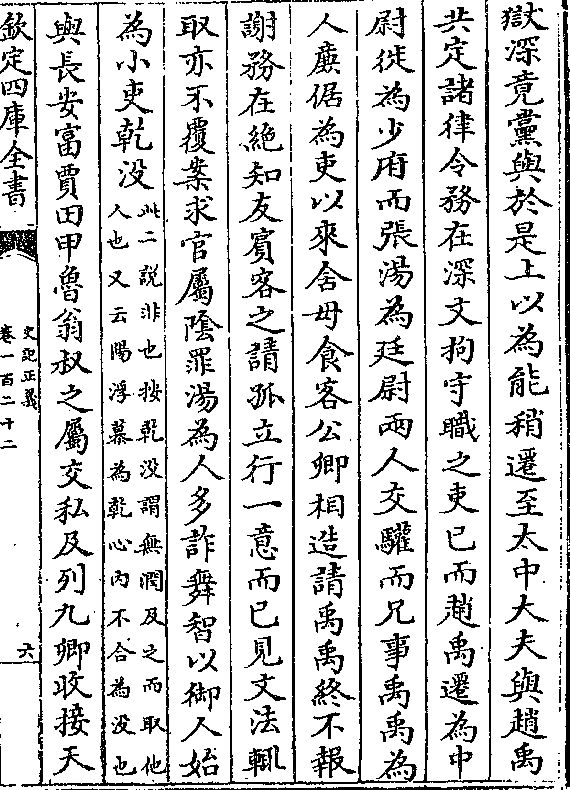 獄深竟黨與於是上以為能稍遷至太中大夫與趙禹
共定諸律令務在深文拘守職之吏已而趙禹遷為中
尉徙為少府而張湯為廷尉兩人交驩而兄事禹禹為
人廉倨為吏以來舍毋食客公卿相造請禹禹終不報
謝務在絶知友賓客之請孤立行一意而已見文法輒
取亦不覆案求官屬隂罪湯為人多詐舞智以御人始
為小吏乾没
此二說非也按乾没謂無潤及之而取他
人也又云陽浮慕為乾心内不合為没也
與長安富賈田甲魯翁叔之屬交私及列九卿收接天
欽定四庫全書
史記正義
卷一百二十二
六